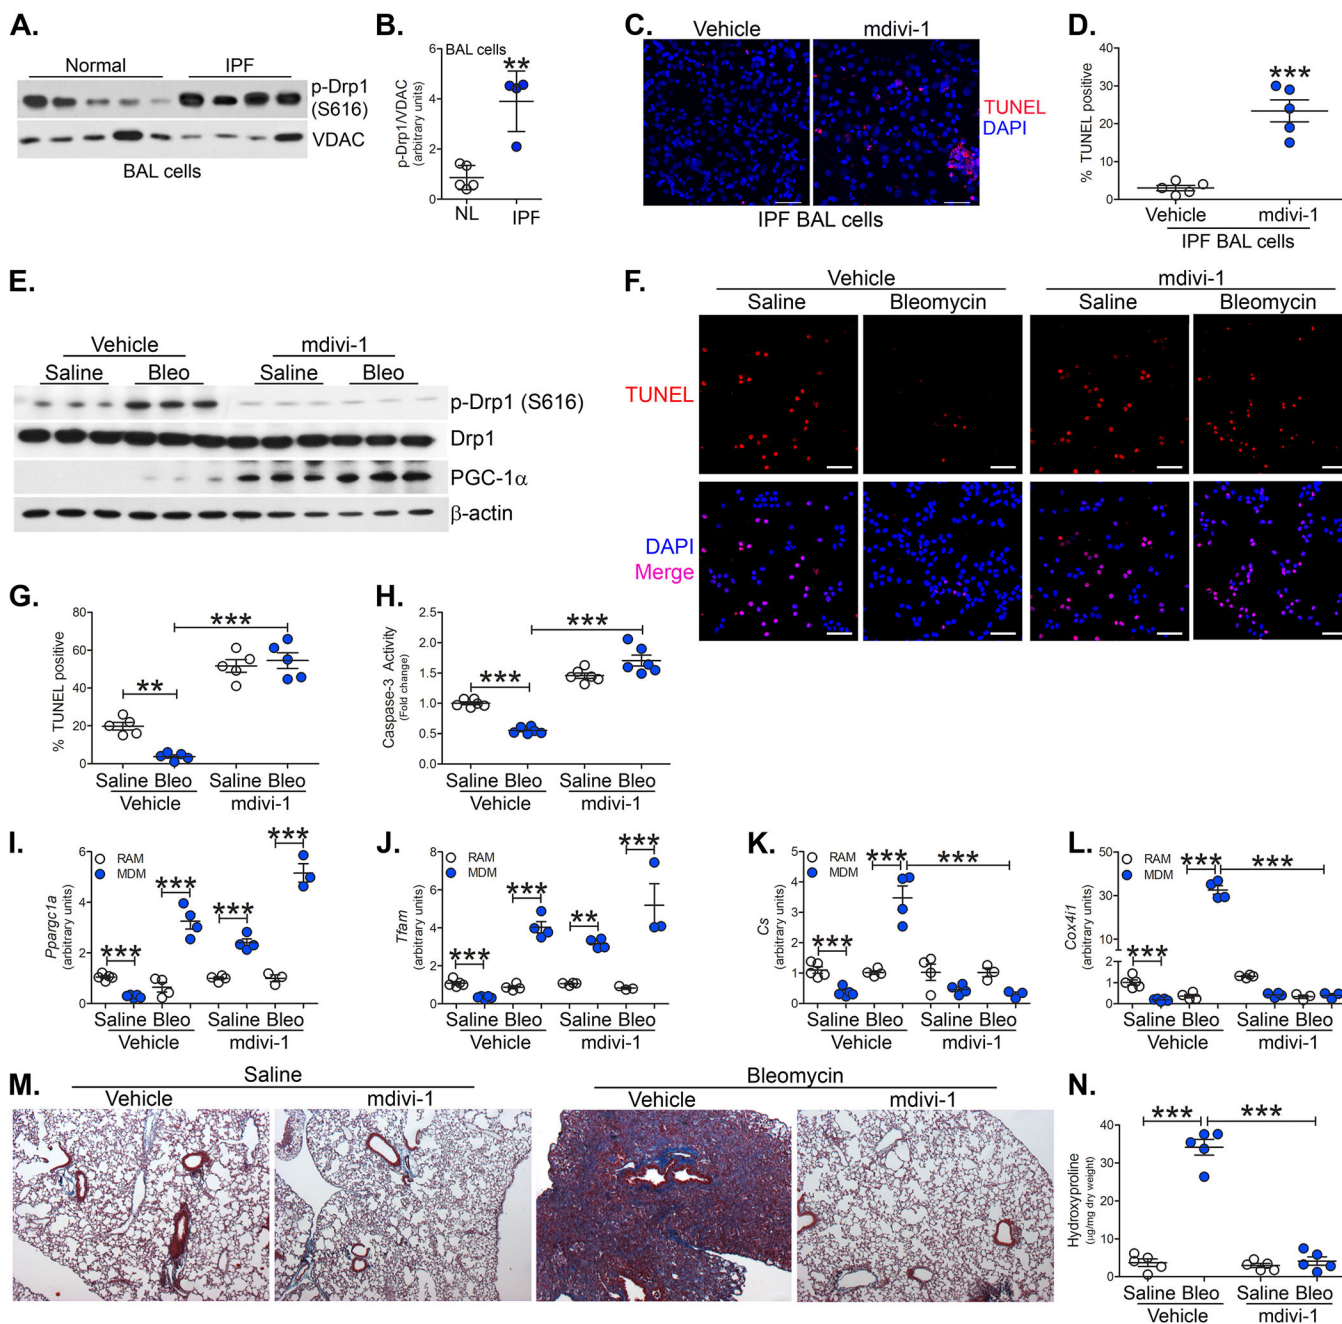 A.
Normal IPF
p-Drp1
(S616)
VDAC
BAL cells
B.
BAL cells
**
p-Drp1/VDAC
(arbitrary units)
6
4
2
0
NL IPF
C.
Vehicle mdivi-1
TUNEL
DAPI
IPF BAL cells
D.
% TUNEL positive
40
30
20
10
0
***
Vehicle mdivi-1
IPF BAL cells
E.
Vehicle mdivi-1
Saline Bleo Saline Bleo
p-Drp1 (S616)
Drp1
PGC-1α
β-actin
F.
Vehicle mdivi-1
Saline Bleomycin Saline Bleomycin
TUNEL
DAPI
Merge
G.
% TUNEL positive
80
60
40
20
0
** ***
Saline Bleo Saline Bleo
Vehicle mdivi-1
H.
Caspase-3 Activity
(Fold change)
2.5
2.0
1.5
1.0
0.5
0.0
*** ***
Saline Bleo Saline Bleo
Vehicle mdivi-1
I.
RAM
MDM
Ppargc1a
(arbitrary units)
6
5
4
3
2
1
0
*** *** *** ***
Saline Bleo Saline Bleo
Vehicle mdivi-1
J.
RAM
MDM
Tfam
(arbitrary units)
8
6
4
2
0
*** *** ** ***
Saline Bleo Saline Bleo
Vehicle mdivi-1
K.
RAM
MDM
Cs
(arbitrary units)
5
4
3
2
1
0
*** *** ***
Saline Bleo Saline Bleo
Vehicle mdivi-1
L.
RAM
MDM
Cox4i1
(arbitrary units)
50
30
10
2
1
0
*** *** ***
Saline Bleo Saline Bleo
Vehicle mdivi-1
M.
Saline Bleomycin
Vehicle mdivi-1 Vehicle mdivi-1
N.
Hydroxyproline
(ug/mg dry weight)
40
30
20
10
0
*** ***
Saline Bleo Saline Bleo
Vehicle mdivi-1